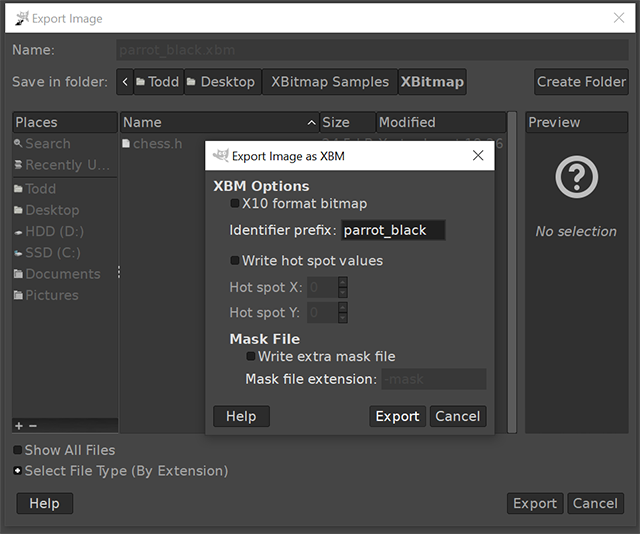 Export Image
Name: parrot_black.xbm
Save in folder: Todd Desktop XBitmap Samples XBitmap Create Folder
Places Name Size Modified Preview
Search chess.h
Recently U...
Todd
Desktop
HDD (D:)
SSD (C:)
Documents
Pictures
No selection
Export Image as XBM
XBM Options
X10 format bitmap
Identifier prefix: parrot_black
Write hot spot values
Hot spot X: 0
Hot spot Y: 0
Mask File
Write extra mask file
Mask file extension: -mask
Help Export Cancel
Show All Files
Select File Type (By Extension)
Help Export Cancel